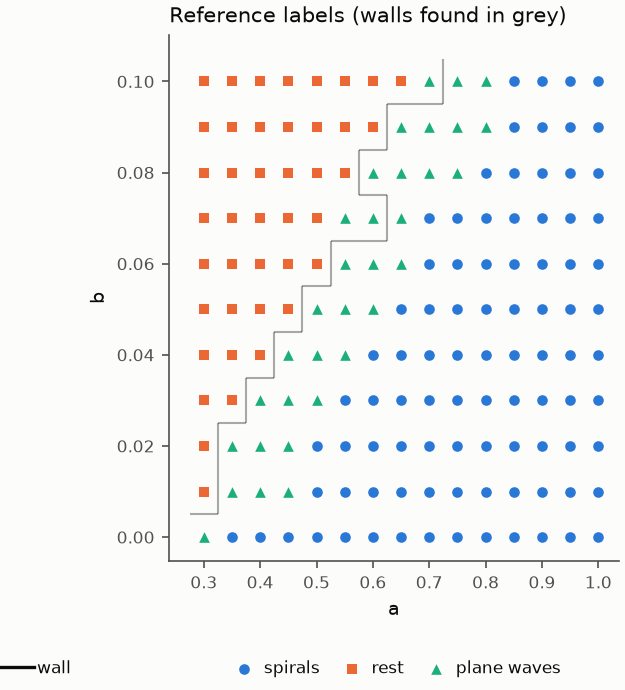 Reference labels (walls found in grey)
0.10
0.08
0.06
b
0.04
0.02
0.00
0.3 0.4 0.5 0.6 0.7 0.8 0.9 1.0
a
wall spirals rest plane waves